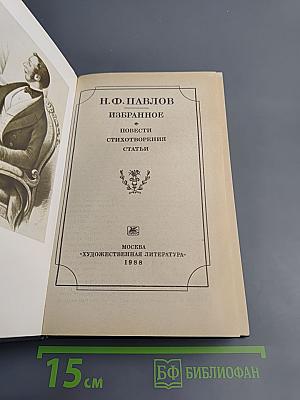 Н.Ф. ПАВЛОВ
ИЗБРАННОЕ
ПОВЕСТИ
СТИХОТВОРЕНИЯ
СТАТЬИ
МОСКВА
«ХУДОЖЕСТВЕННАЯ ЛИТЕРАТУРА»
1988
15 см
БФ БИБЛИОФАН